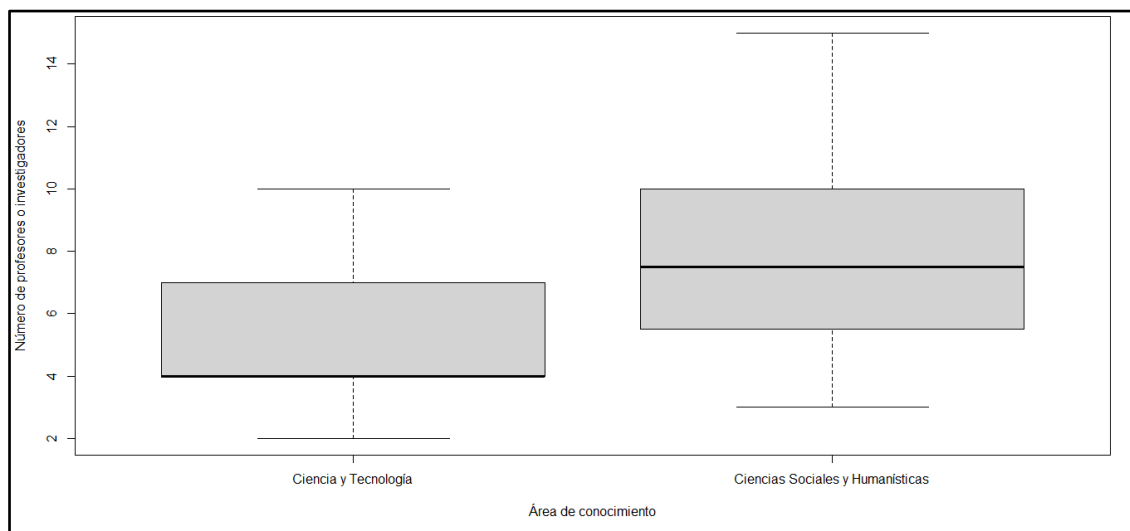 Número de profesores o investigadores
14
12
10
8
6
4
2
Ciencia y Tecnología
Ciencias Sociales y Humanísticas
Área de conocimiento